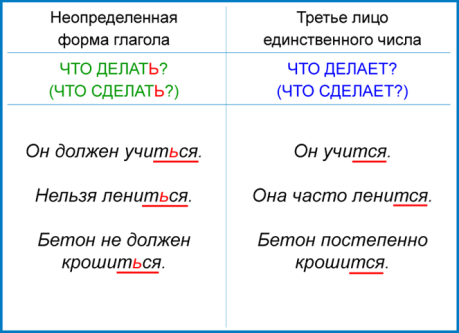 Неопределенная
форма глагола
Третье лицо
единственного числа
ЧТО ДЕЛАТЬ?
(ЧТО СДЕЛАТЬ?)
ЧТО ДЕЛАЕТ?
(ЧТО СДЕЛАЕТ?)
Он должен учиться.
Он учится.
Нельзя лениться.
Она часто ленится.
Бетон не должен
крошиться.
Бетон постепенно
крошится.